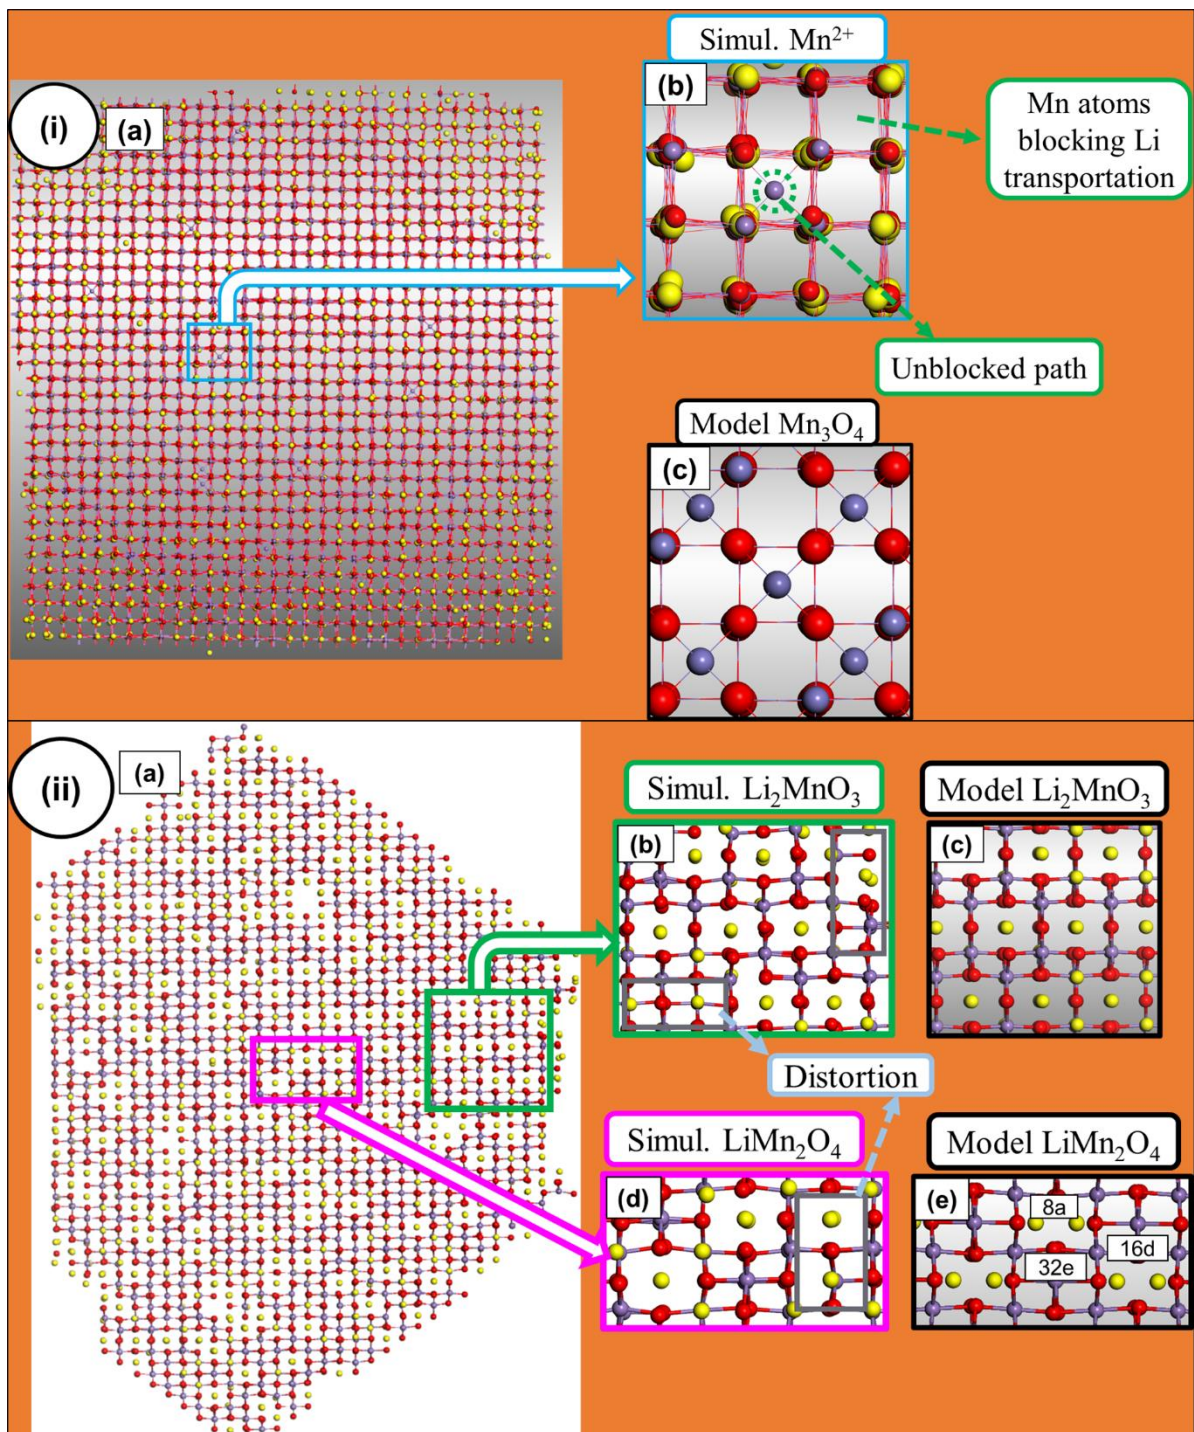 Simul. Mn²⁺
(i)
(a)
(b)
Mn atoms
blocking Li
transportation
Unblocked path
Model Mn₃O₄
(c)
(ii)
(a)
Simul. Li₂MnO₃
Model Li₂MnO₃
(b)
(c)
Distortion
Simul. LiMn₂O₄
Model LiMn₂O₄
(d)
(e)
8a
16d
32e